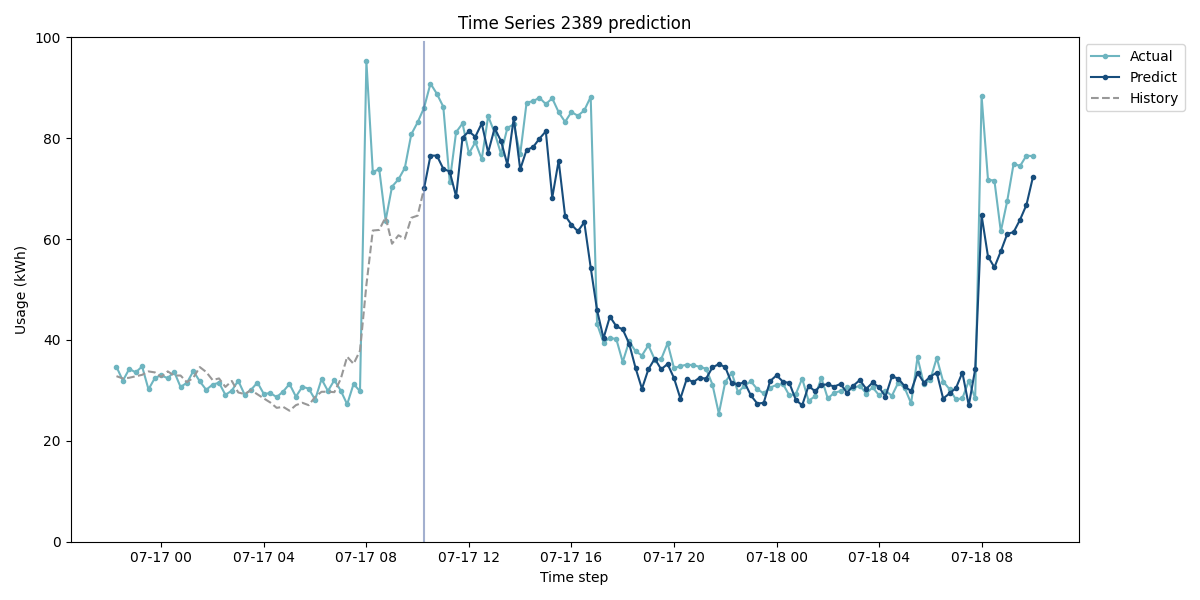 Time Series 2389 prediction
100
80
60
40
20
0
Usage (kWh)
07-17 00
07-17 04
07-17 08
07-17 12
07-17 16
07-17 20
07-18 00
07-18 04
07-18 08
Time step
Actual
Predict
History